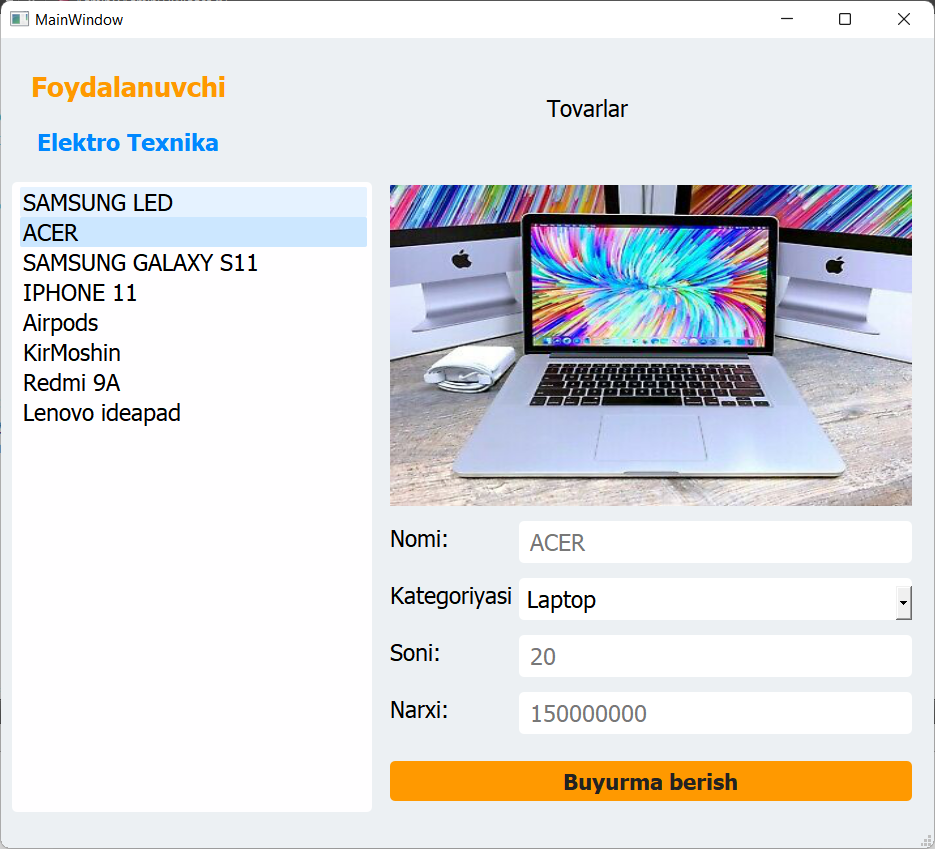 MainWindow
Foydalanuvchi
Tovarlar
Elektro Texnika
SAMSUNG LED
ACER
SAMSUNG GALAXY S11
IPHONE 11
Airpods
KirMoshin
Redmi 9A
Lenovo ideapad
Nomi: ACER
Kategoriyasi Laptop
Soni: 20
Narxi: 150000000
Buyurma berish